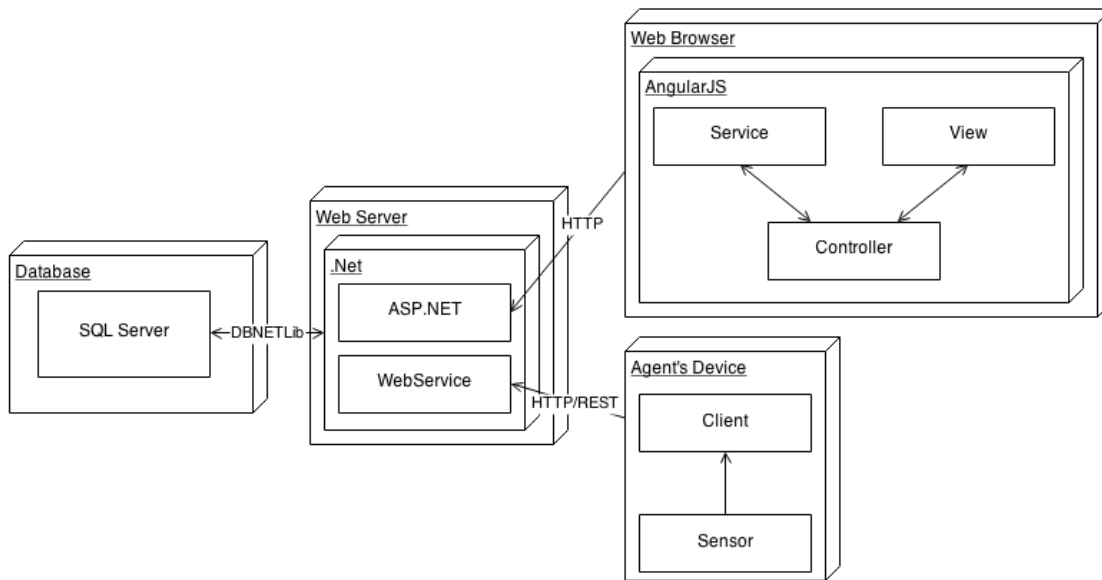 Web Browser
AngularJS
Service
View
Controller
HTTP
Web Server
.Net
ASP.NET
WebService
Database
SQL Server
DBNETLib
HTTP/REST
Agent's Device
Client
Sensor